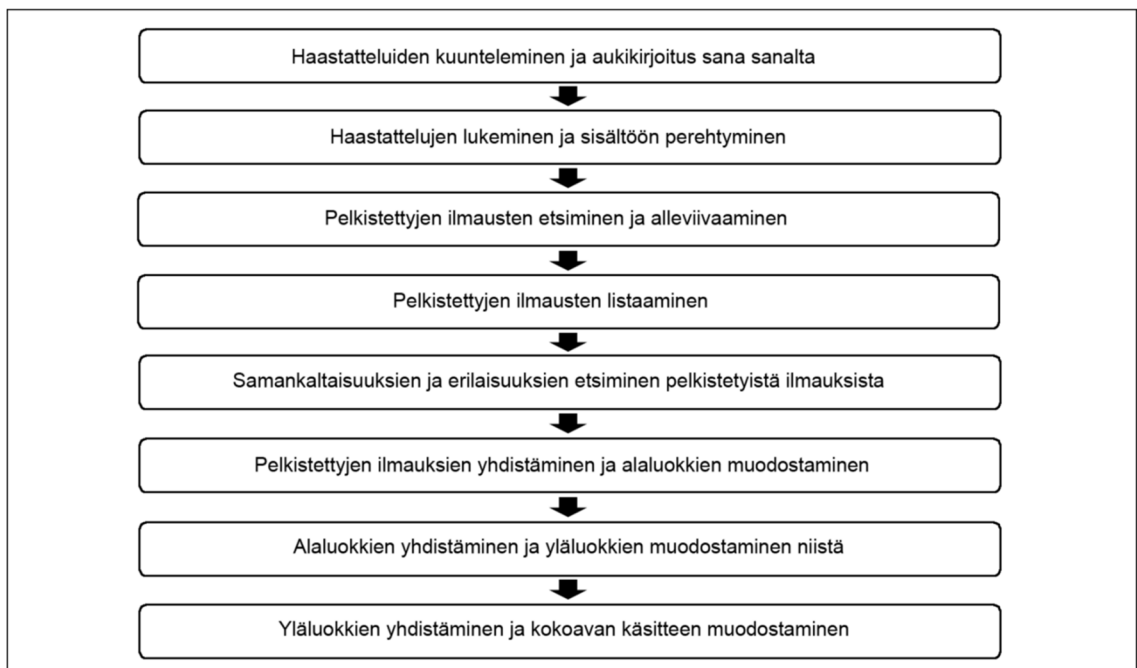 Haastatteluiden kuunteleminen ja aukikirjoitus sana sanalta
Haastattelujen lukeminen ja sisältöön perehtyminen
Pelkistettyjen ilmausten etsiminen ja alleviivaaminen
Pelkistettyjen ilmausten listaaminen
Samankaltaisuuksien ja erilaisuuksien etsiminen pelkistetyistä ilmauksista
Pelkistettyjen ilmauksien yhdistäminen ja alaluokkien muodostaminen
Alaluokkien yhdistäminen ja yläluokkien muodostaminen niistä
Yläluokkien yhdistäminen ja kokoavan käsitteen muodostaminen